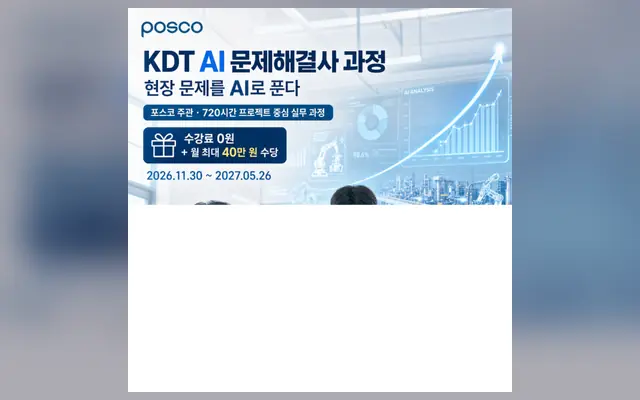 posco
KDT AI 문제해결사 과정
현장 문제를 AI로 푼다
포스코 주관 · 720시간 프로젝트 중심 실무 과정
수강료 0원
+ 월 최대 40만 원 수당
2026.11.30 ~ 2027.05.26
AI ANALYSIS